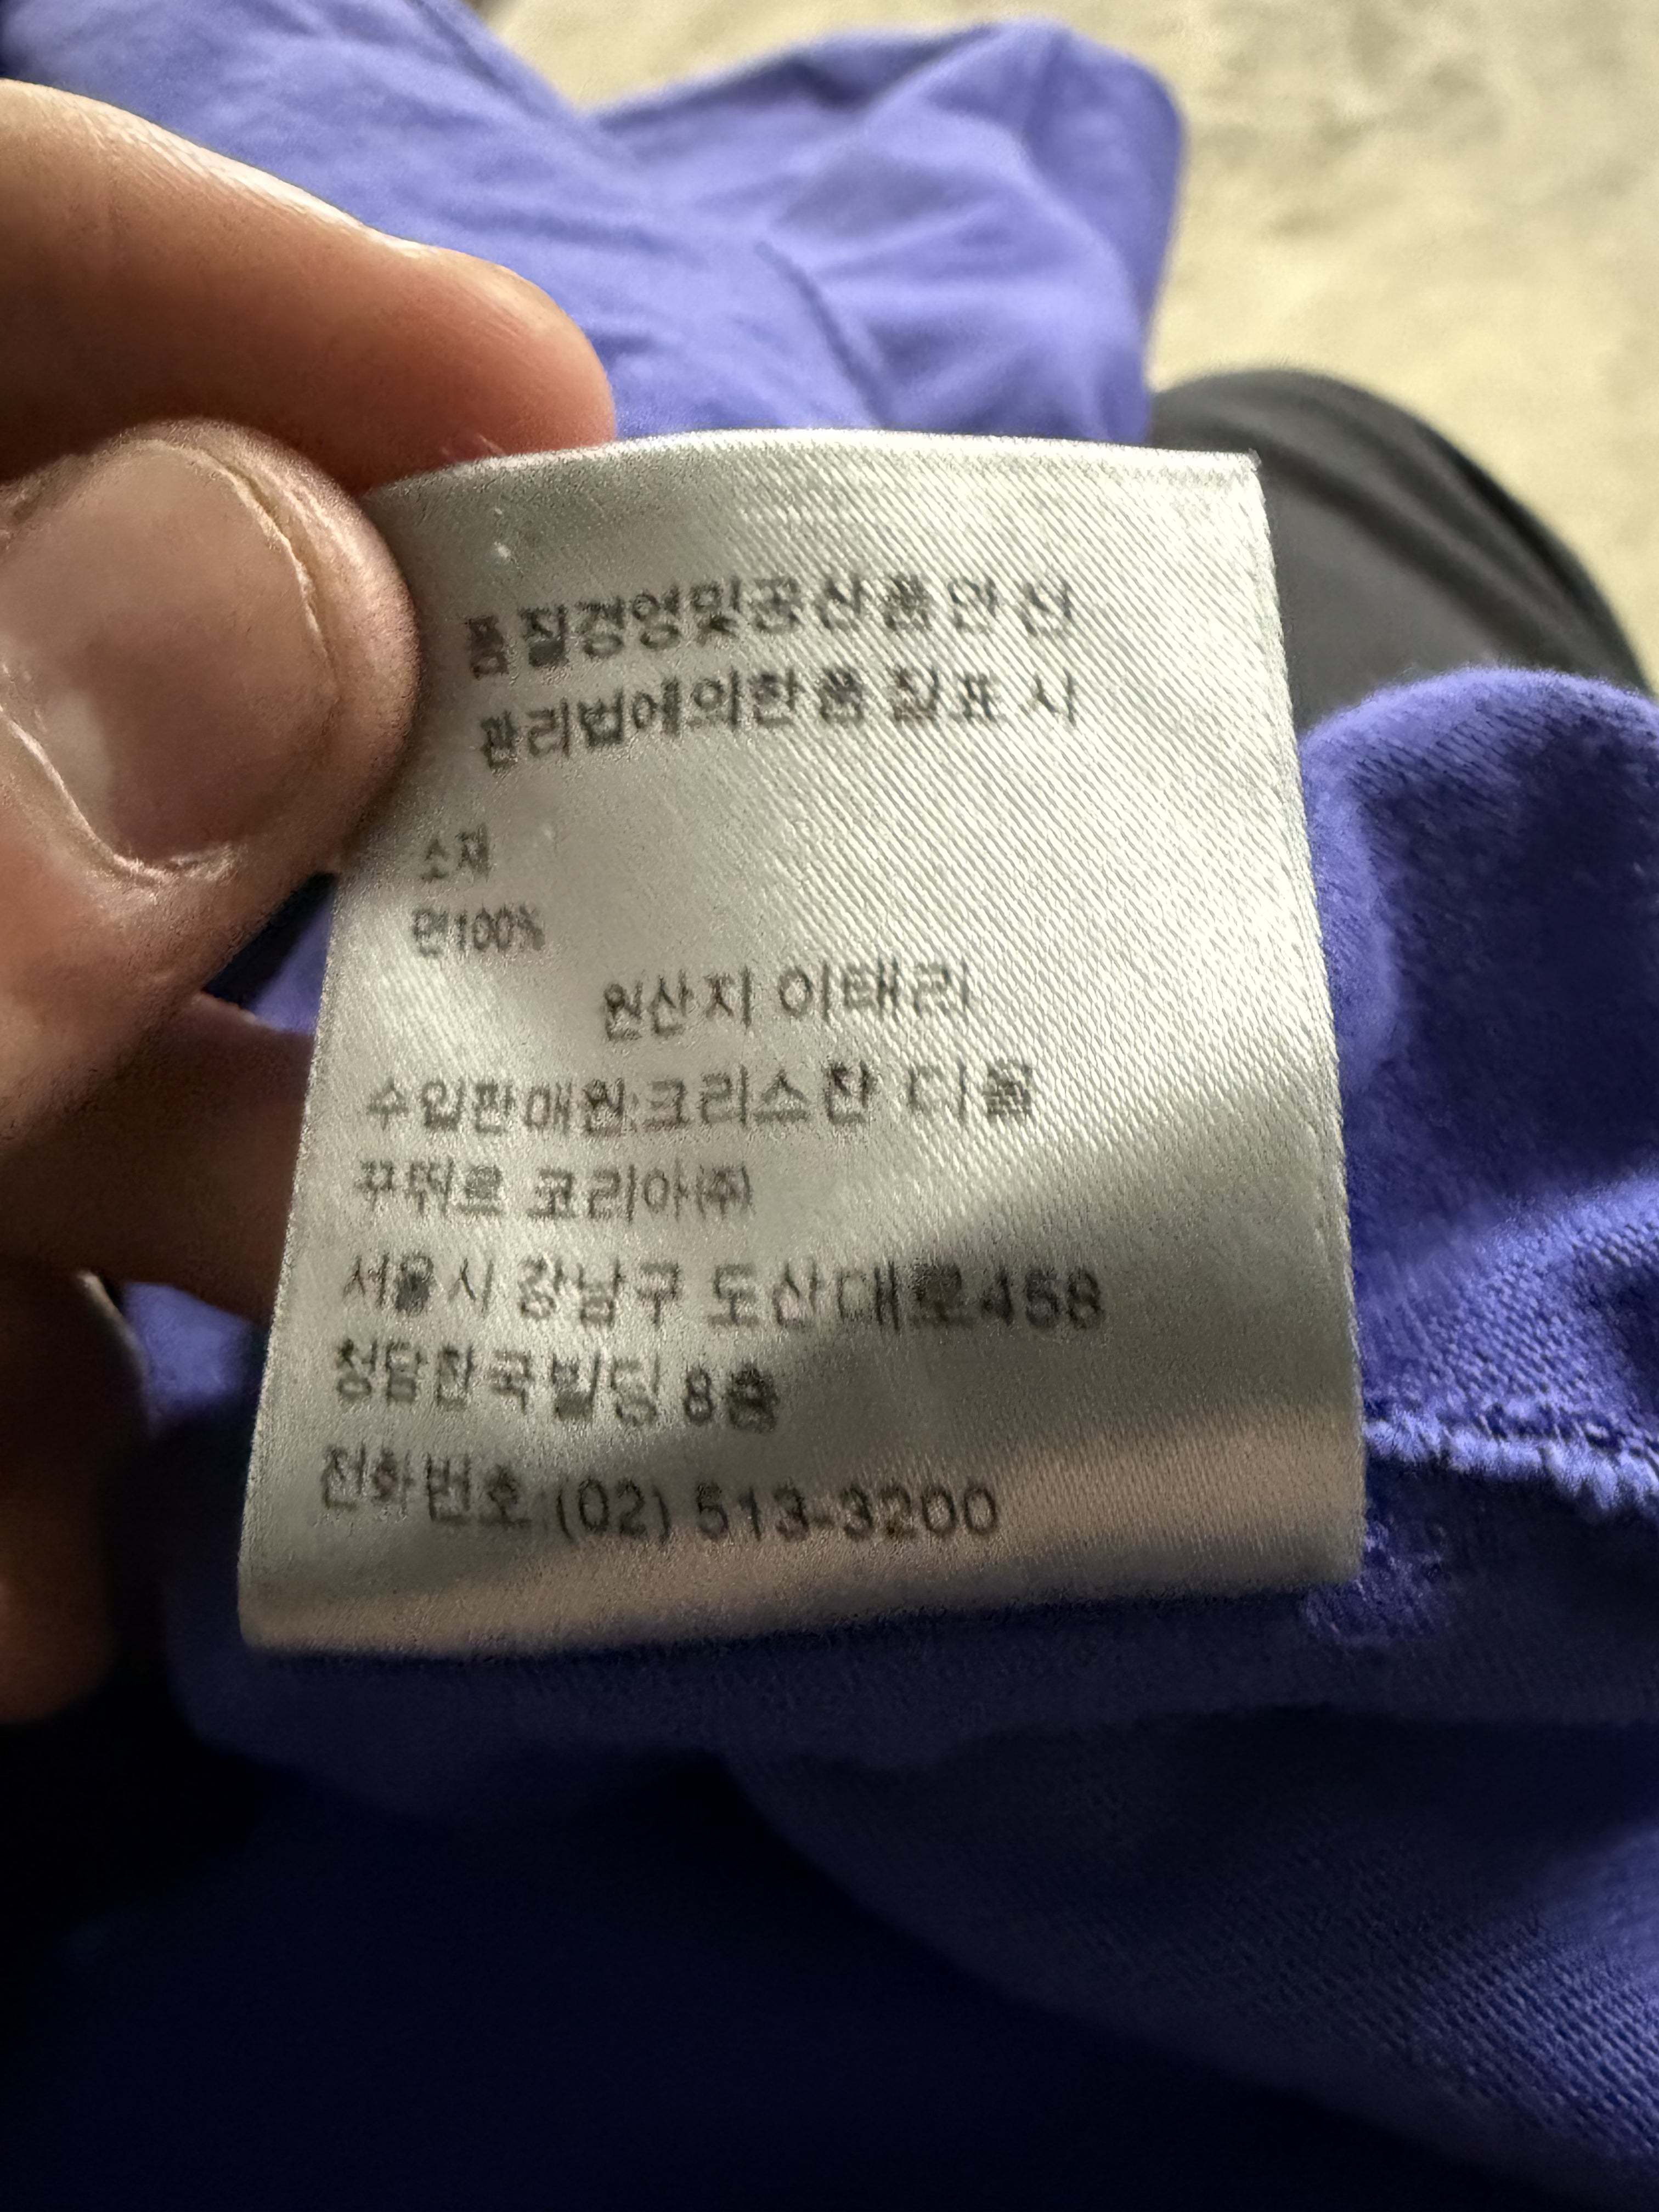 품질경영및공산품안전
관리법에의한품질표시
소재
면100%
원산지 이태리
수입판매원:크리스찬 디올
꾸뛰르 코리아(주)
서울시 강남구 도산대로458
청담한국빌딩 8층
전화번호:(02) 513-3200